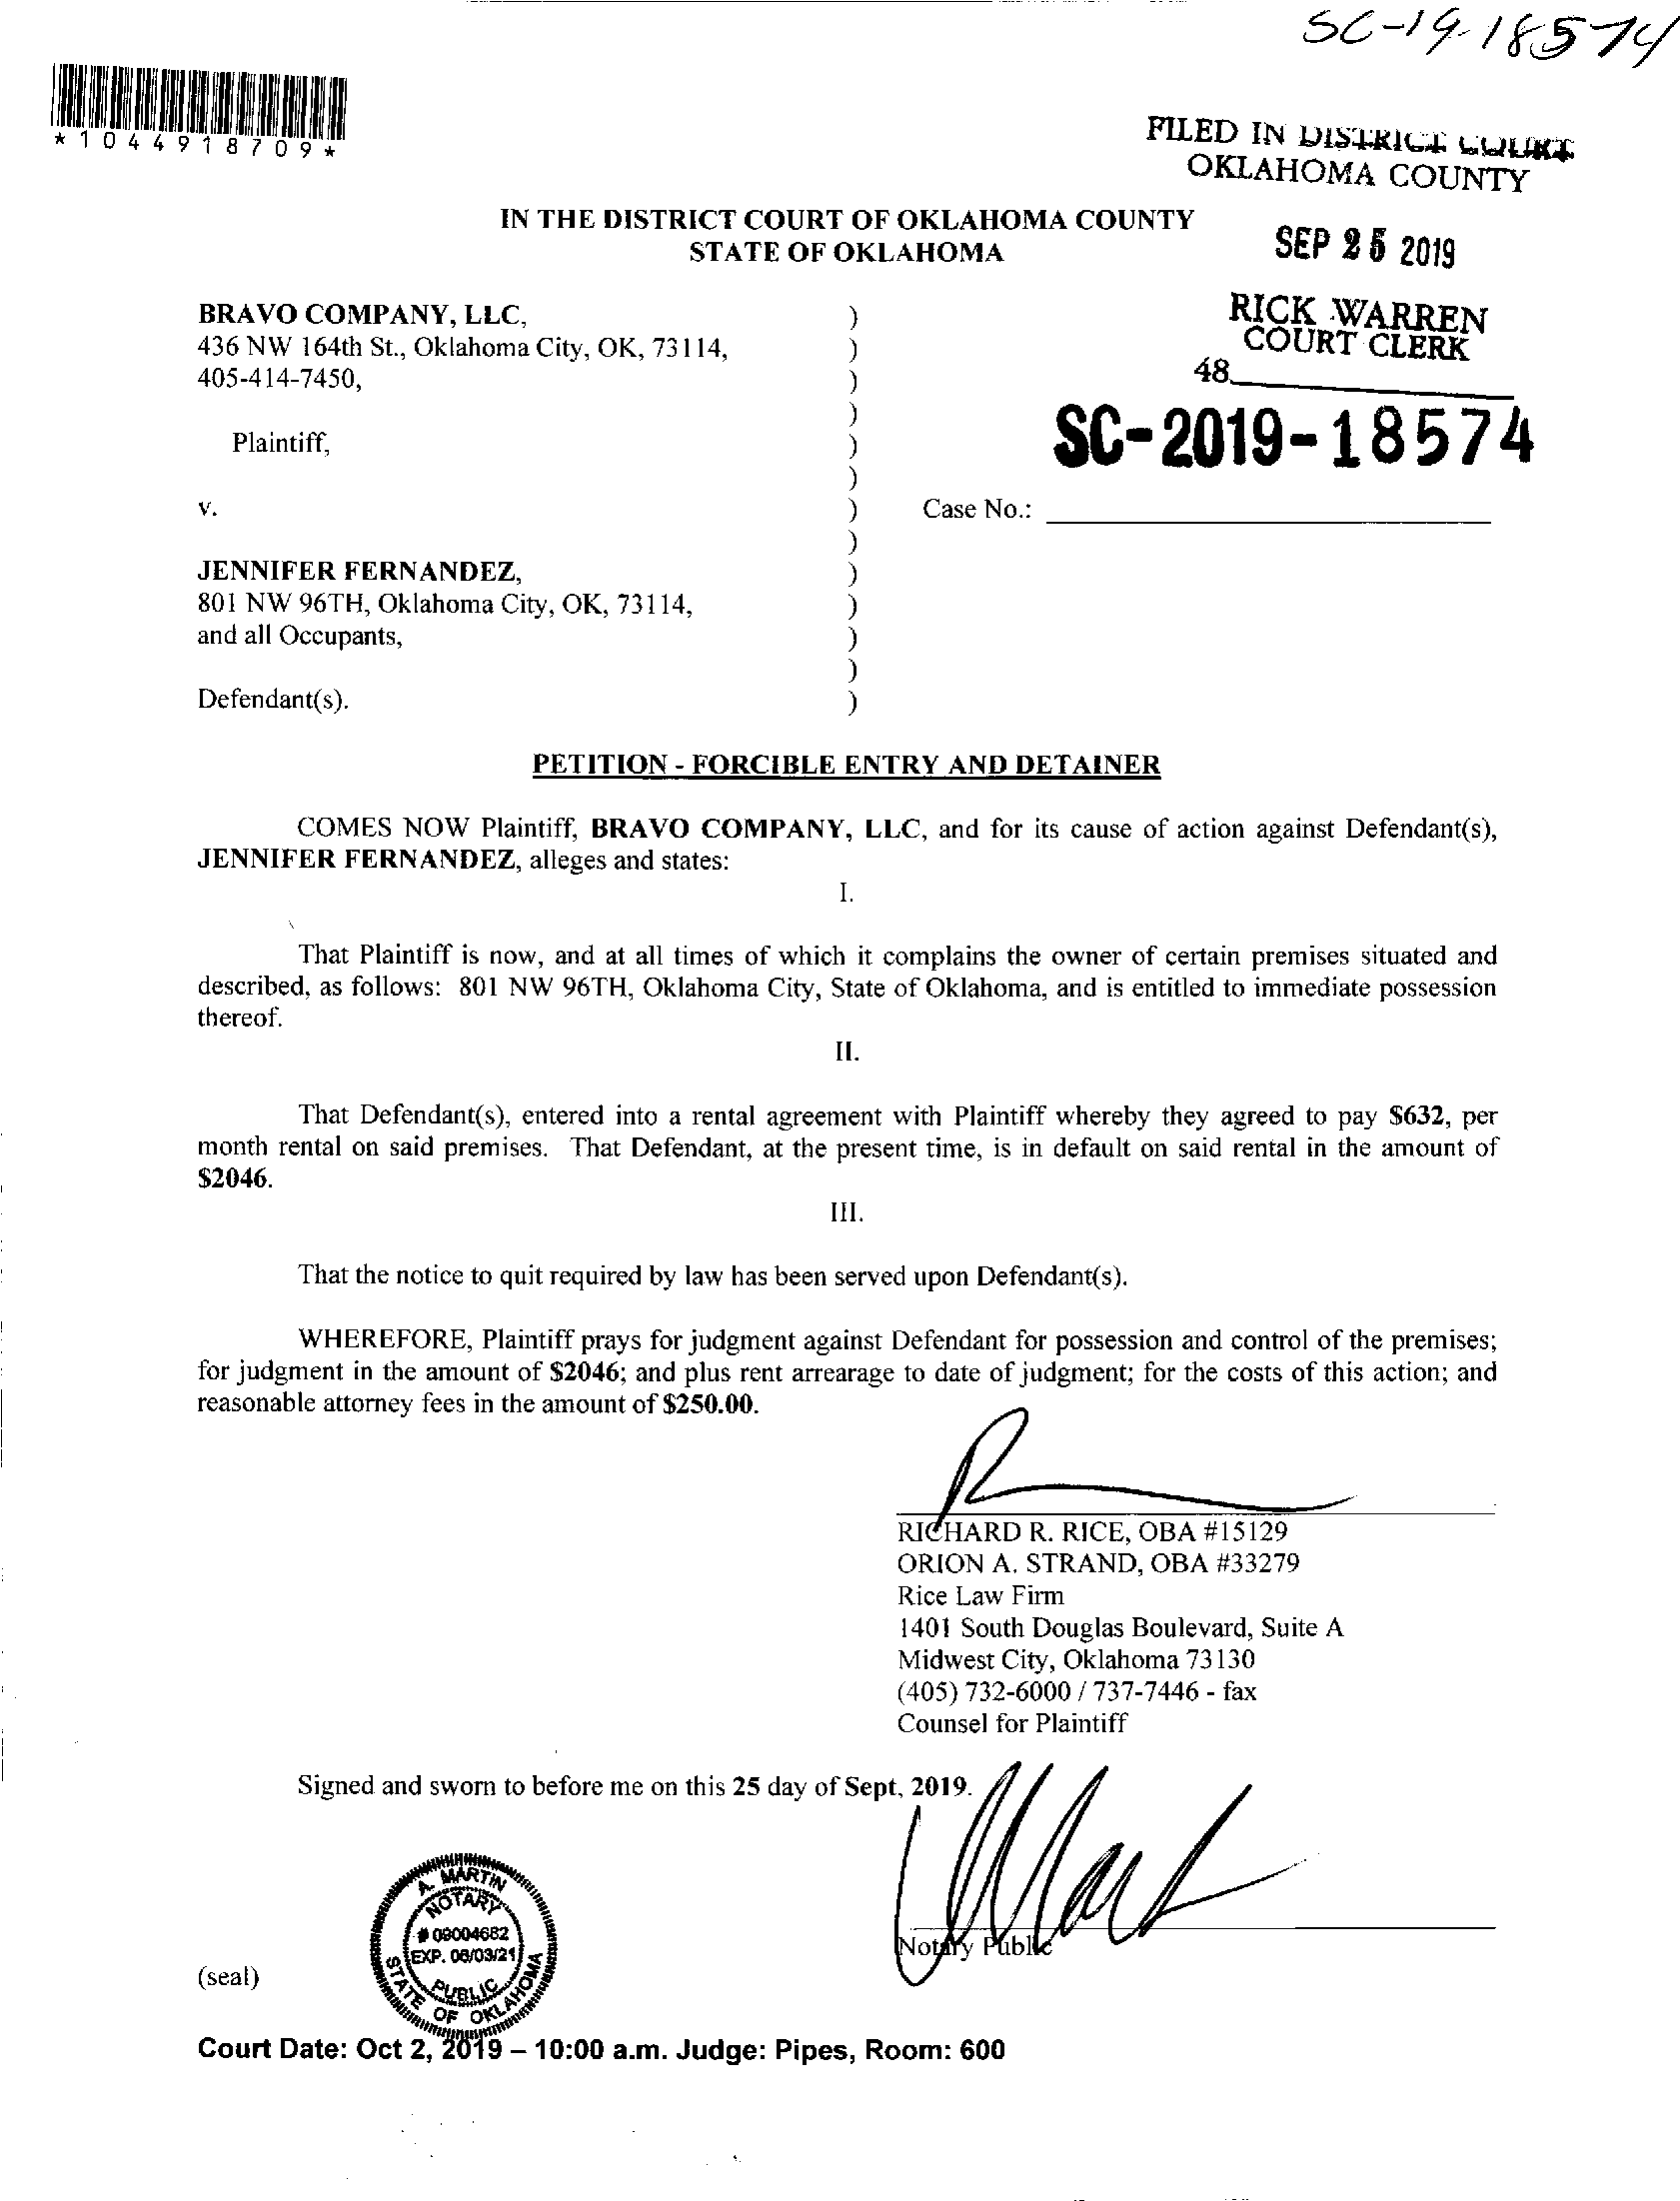 SC-19-18574
*1044918709*
FILED IN DISTRICT COURT
OKLAHOMA COUNTY
IN THE DISTRICT COURT OF OKLAHOMA COUNTY
STATE OF OKLAHOMA
SEP 25 2019
RICK WARREN
COURT CLERK
48
BRAVO COMPANY, LLC,
436 NW 164th St., Oklahoma City, OK, 73114,
405-414-7450,
Plaintiff,
SC-2019-18574
v.
Case No.:
JENNIFER FERNANDEZ,
801 NW 96TH, Oklahoma City, OK, 73114,
and all Occupants,
Defendant(s).
PETITION - FORCIBLE ENTRY AND DETAINER
COMES NOW Plaintiff, BRAVO COMPANY, LLC, and for its cause of action against Defendant(s),
JENNIFER FERNANDEZ, alleges and states:
I.
That Plaintiff is now, and at all times of which it complains the owner of certain premises situated and
described, as follows: 801 NW 96TH, Oklahoma City, State of Oklahoma, and is entitled to immediate possession
thereof.
II.
That Defendant(s), entered into a rental agreement with Plaintiff whereby they agreed to pay $632, per
month rental on said premises. That Defendant, at the present time, is in default on said rental in the amount of
$2046.
III.
That the notice to quit required by law has been served upon Defendant(s).
WHEREFORE, Plaintiff prays for judgment against Defendant for possession and control of the premises;
for judgment in the amount of $2046; and plus rent arrearage to date of judgment; for the costs of this action; and
reasonable attorney fees in the amount of $250.00.
RICHARD R. RICE, OBA #15129
ORION A. STRAND, OBA #33279
Rice Law Firm
1401 South Douglas Boulevard, Suite A
Midwest City, Oklahoma 73130
(405) 732-6000 / 737-7446 - fax
Counsel for Plaintiff
Signed and sworn to before me on this 25 day of Sept, 2019.
A. MARTIN
NOTARY
# 09004682
EXP. 06/03/21
PUBLIC
STATE OF OKLAHOMA
Notary Public
(seal)
Court Date: Oct 2, 2019 – 10:00 a.m. Judge: Pipes, Room: 600